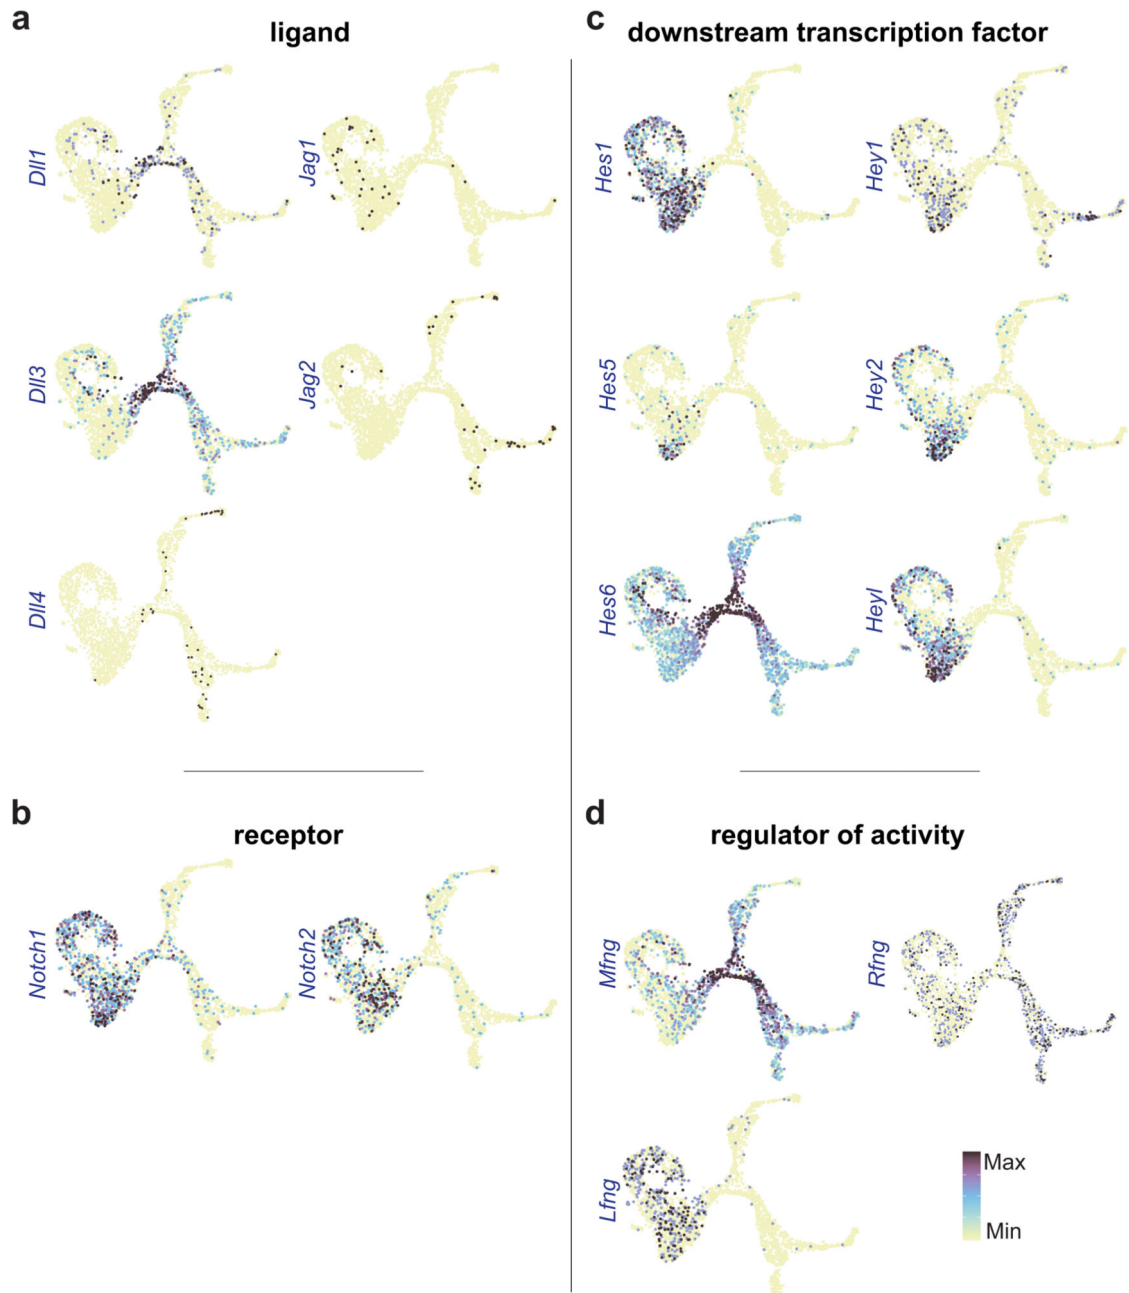 a
ligand
Dll1
Jag1
Dll3
Jag2
Dll4
b
receptor
Notch1
Notch2
c
downstream transcription factor
Hes1
Hey1
Hes5
Hey2
Hes6
Heyl
d
regulator of activity
Mfng
Rfng
Lfng
Max
Min